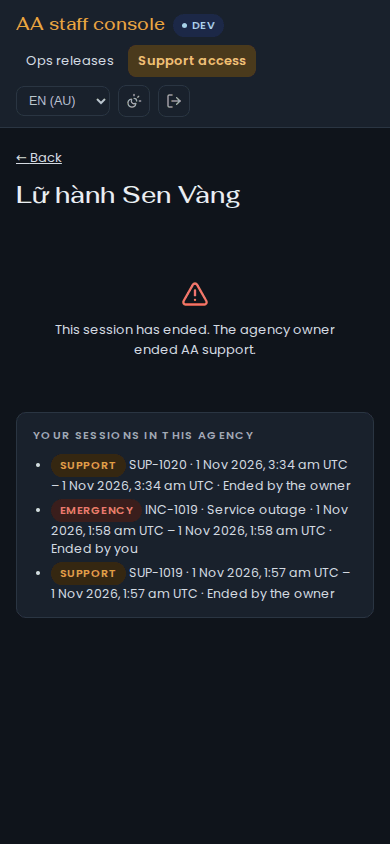 AA staff console
DEV
Ops releases
Support access
EN (AU)
← Back
Lữ hành Sen Vàng
This session has ended. The agency owner
ended AA support.
YOUR SESSIONS IN THIS AGENCY
• SUPPORT SUP-1020 · 1 Nov 2026, 3:34 am UTC
– 1 Nov 2026, 3:34 am UTC · Ended by the owner
• EMERGENCY INC-1019 · Service outage · 1 Nov
2026, 1:58 am UTC – 1 Nov 2026, 1:58 am UTC ·
Ended by you
• SUPPORT SUP-1019 · 1 Nov 2026, 1:57 am UTC –
1 Nov 2026, 1:57 am UTC · Ended by the owner